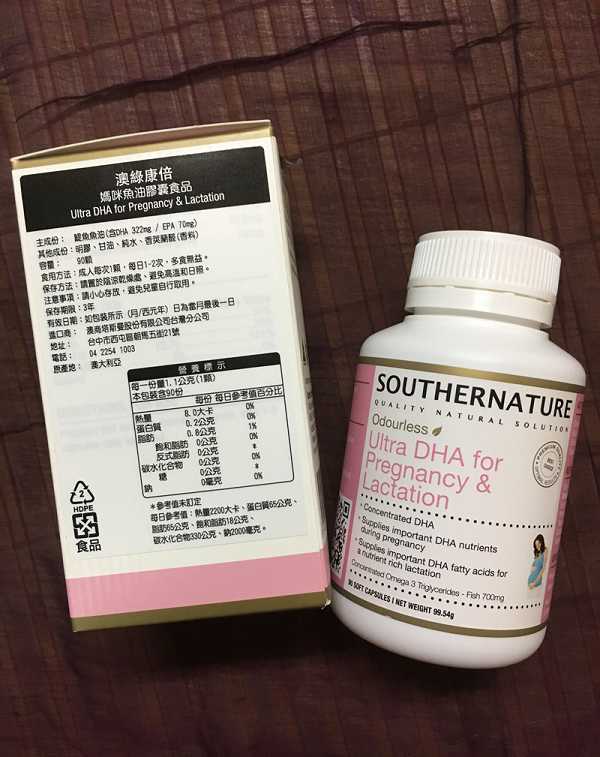 澳綠康倍
媽咪魚油膠囊食品
Ultra DHA for Pregnancy & Lactation
主成份： 鯷魚魚油(含DHA 322mg / EPA 70mg)
其他成份：明膠、甘油、純水、香莢蘭醛(香料)
容量： 90顆
食用方法：成人每次1顆，每日1-2次，多食無益。
保存方法：請置於陰涼乾燥處、避免高溫和日照。
注意事項：請小心存放，避免兒童自行取用。
保存期限：3年
有效日期：如包裝所示（月/西元年）日為當月最後一日
進口商： 澳商塔斯曼股份有限公司台灣分公司
地址： 台中市西屯區朝馬五街21號
電話： 04 2254 1003
原產地： 澳大利亞
營養標示
每一份量1.1公克(1顆)
本包裝含90份
每份 每日參考值百分比
熱量 8.0大卡 0%
蛋白質 0.2公克 0%
脂肪 0.8公克 1%
飽和脂肪 0公克 0%
反式脂肪 0公克 *
碳水化合物 0公克 0%
糖 0公克 *
鈉 0毫克 0%
*參考值未訂定
每日參考值：熱量2200大卡、蛋白質65公克、
脂肪65公克、飽和脂肪18公克、
碳水化合物330公克、鈉2000毫克。
2
HDPE
食品
SOUTHERNATURE
QUALITY NATURAL SOLUTION
Odourless
Ultra DHA for
Pregnancy &
Lactation
• Concentrated DHA
• Supplies important DHA nutrients
during pregnancy
• Supplies important DHA fatty acids for
a nutrient rich lactation
Concentrated Omega 3 Triglycerides - Fish 700mg
90 SOFT CAPSULES I NET WEIGHT 99.54g